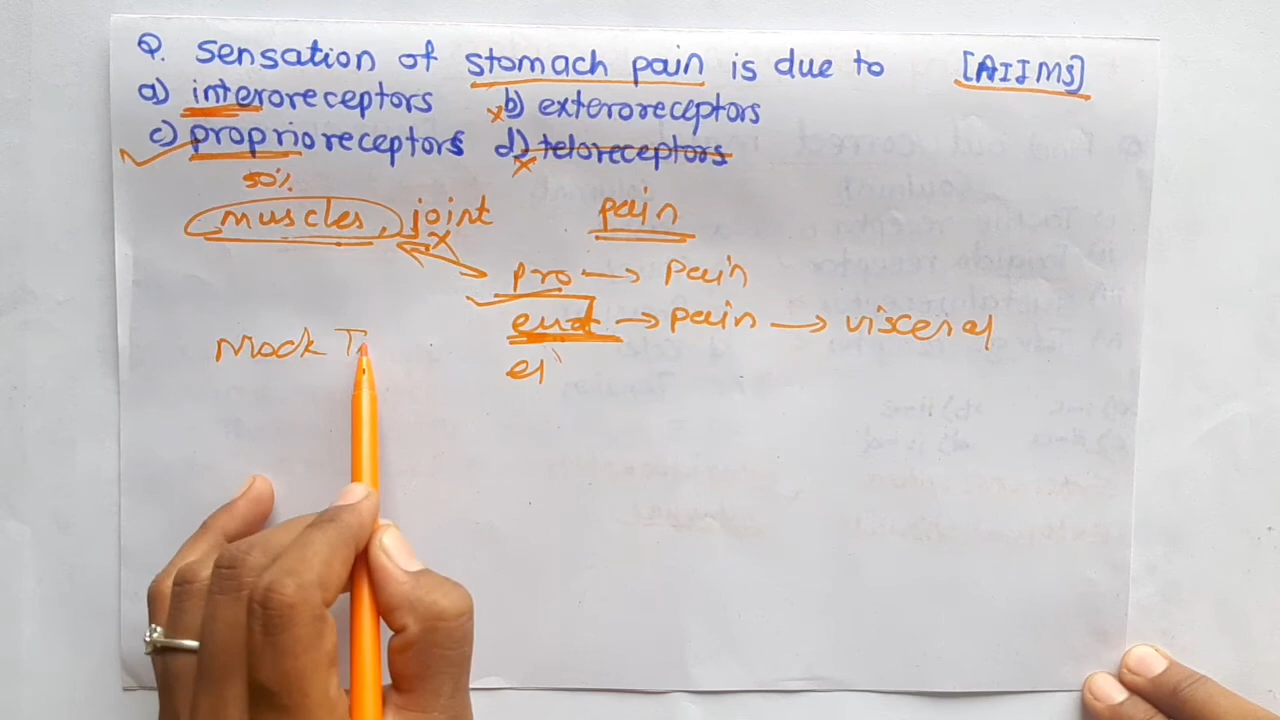 Q. Sensation of stomach pain is due to [AIIMS]
a) interoreceptors x b) exteroreceptors
c) proprioreceptors d) teloreceptors
x
50%
muscles, joint pain
x
pro → pain
→ pain → visceral
Mock T